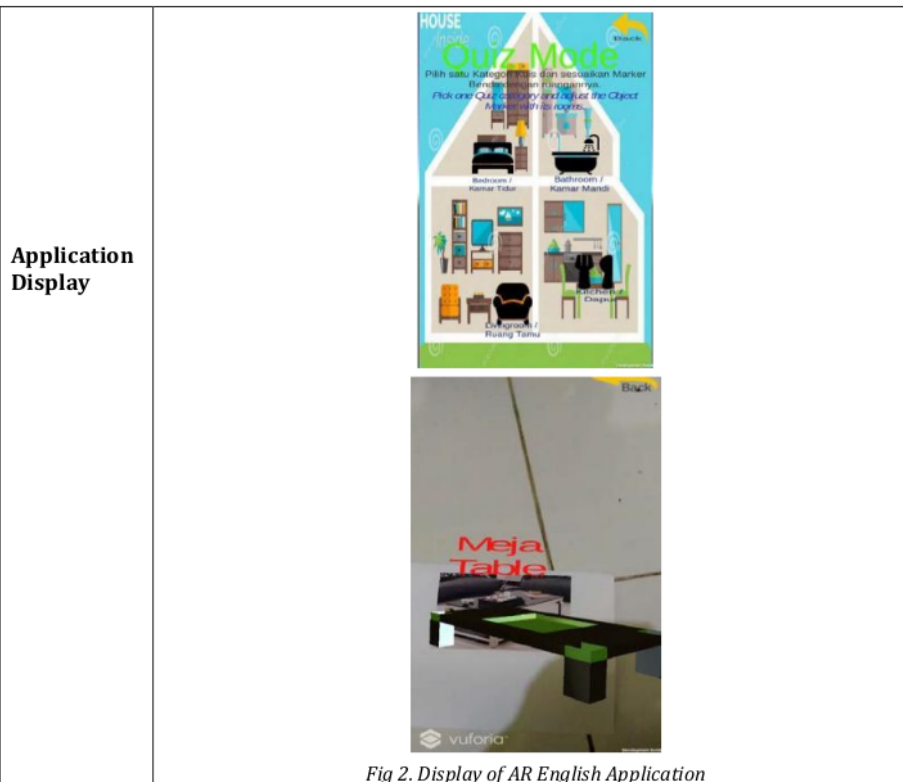 Application
Display
HOUSE
Inside
Back
Quiz Mode
Pilih satu Kategori Kuis dan sesuaikan Marker
Benda dengan ruangannya.
Pick one Quiz category and adjust the Object
Marker with its rooms.
Bedroom /
Kamar Tidur
Bathroom /
Kamar Mandi
Livingroom /
Ruang Tamu
Kitchen /
Dapur
Back
Meja
Table
vuforia
Fig 2. Display of AR English Application